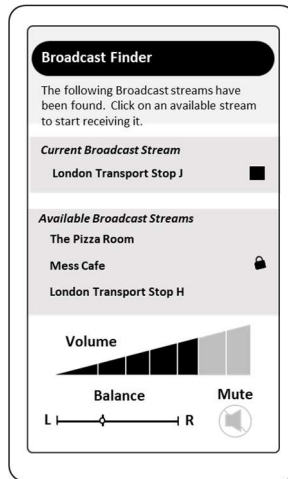 Broadcast Finder
The following Broadcast streams have
been found. Click on an available stream
to start receiving it.
Current Broadcast Stream
London Transport Stop J
Available Broadcast Streams
The Pizza Room
Mess Cafe
London Transport Stop H
Volume
Balance
Mute
L
R